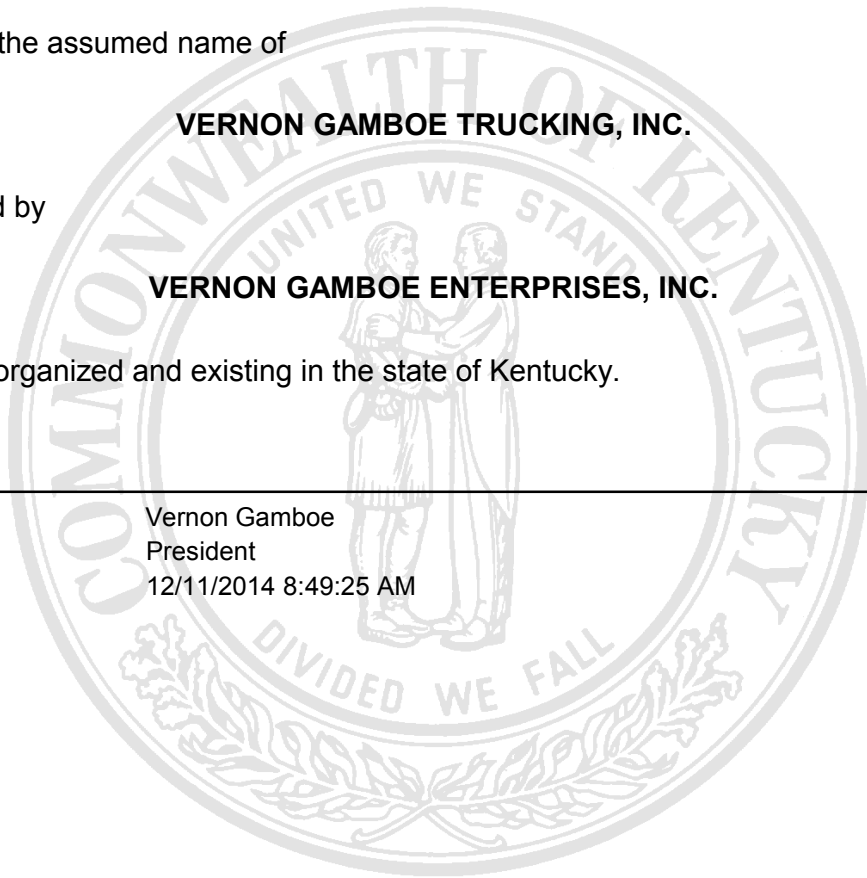 the assumed name of
VERNON GAMBOE TRUCKING, INC.
d by
VERNON GAMBOE ENTERPRISES, INC.
organized and existing in the state of Kentucky.
Vernon Gamboe
President
12/11/2014 8:49:25 AM
COMMONWEALTH OF KENTUCKY
UNITED WE STAND
DIVIDED WE FALL